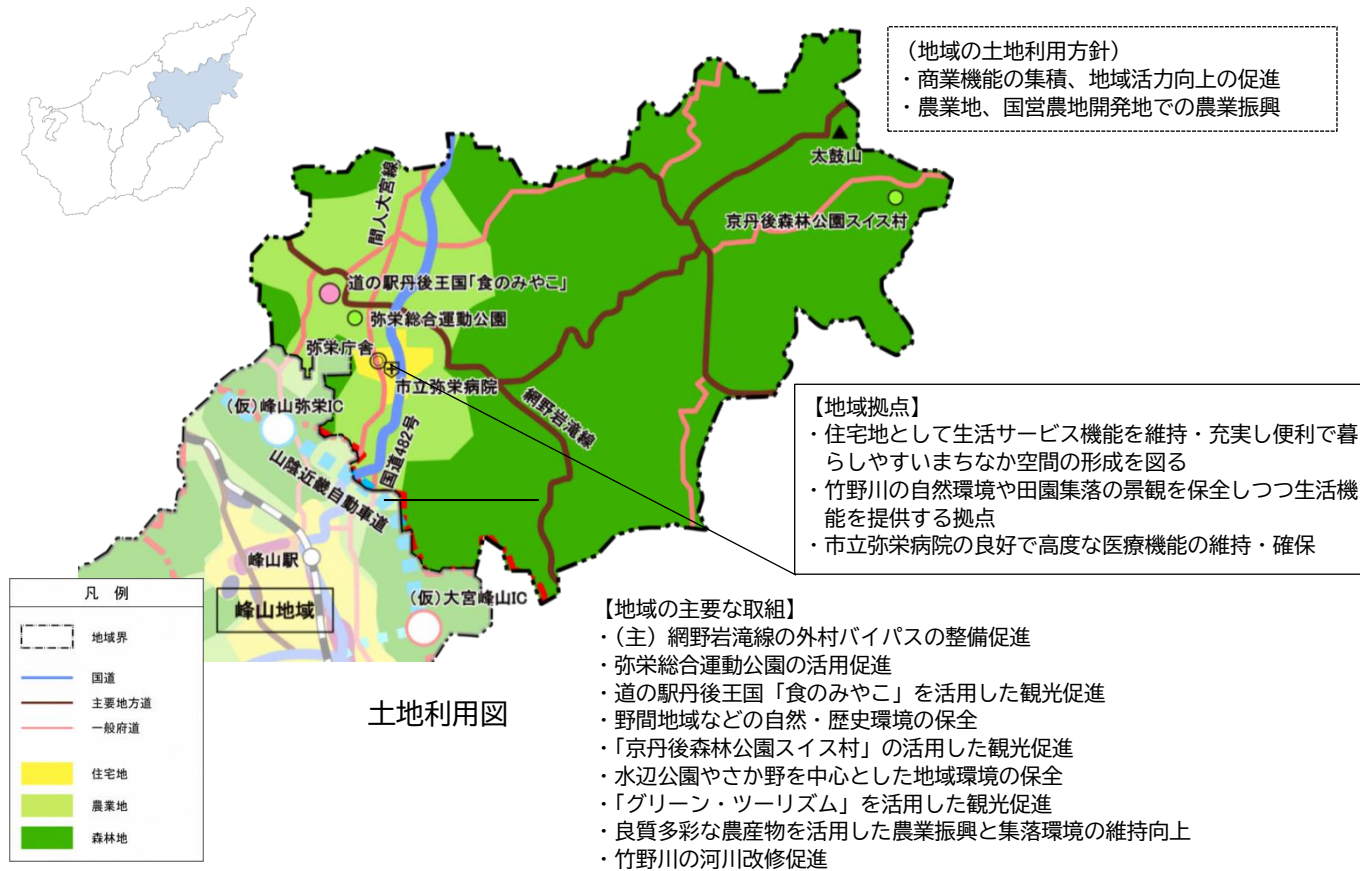 （地域の土地利用方針）
・商業機能の集積、地域活力向上の促進
・農業地、国営農地開発地での農業振興
太鼓山
京丹後森林公園スイス村
間人大宮線
道の駅丹後王国「食のみやこ」
弥栄総合運動公園
弥栄庁舎
市立弥栄病院
(仮)峰山弥栄IC
国道482号
網野岩滝線
山陰近畿自動車道
峰山駅
峰山地域
(仮)大宮峰山IC
【地域拠点】
・住宅地として生活サービス機能を維持・充実し便利で暮
らしやすいまちなか空間の形成を図る
・竹野川の自然環境や田園集落の景観を保全しつつ生活機
能を提供する拠点
・市立弥栄病院の良好で高度な医療機能の維持・確保
凡 例
地域界
国道
主要地方道
一般府道
住宅地
農業地
森林地
土地利用図
【地域の主要な取組】
・（主）網野岩滝線の外村バイパスの整備促進
・弥栄総合運動公園の活用促進
・道の駅丹後王国「食のみやこ」を活用した観光促進
・野間地域などの自然・歴史環境の保全
・「京丹後森林公園スイス村」の活用した観光促進
・水辺公園やさか野を中心とした地域環境の保全
・「グリーン・ツーリズム」を活用した観光促進
・良質多彩な農産物を活用した農業振興と集落環境の維持向上
・竹野川の河川改修促進